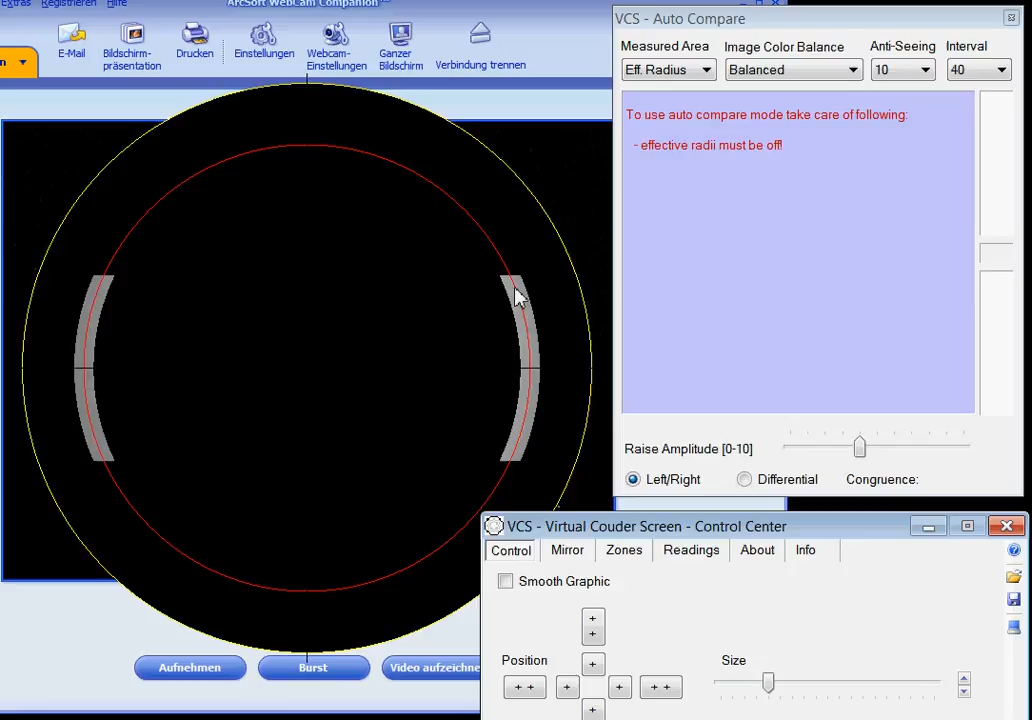 Extras Registrieren Hilfe
ArcSoft WebCam Companion
n
E-Mail
Bildschirm-
präsentation
Drucken
Einstellungen
Webcam-
Einstellungen
Ganzer
Bildschirm
Verbindung trennen
VCS - Auto Compare
Measured Area Image Color Balance Anti-Seeing Interval
Eff. Radius Balanced 10 40
To use auto compare mode take care of following:
- effective radii must be off!
Raise Amplitude [0-10]
Left/Right Differential Congruence:
VCS - Virtual Couder Screen - Control Center
Control Mirror Zones Readings About Info
Smooth Graphic
+
+
Position + Size
+ + + + + +
+
Aufnehmen Burst Video aufzeichne